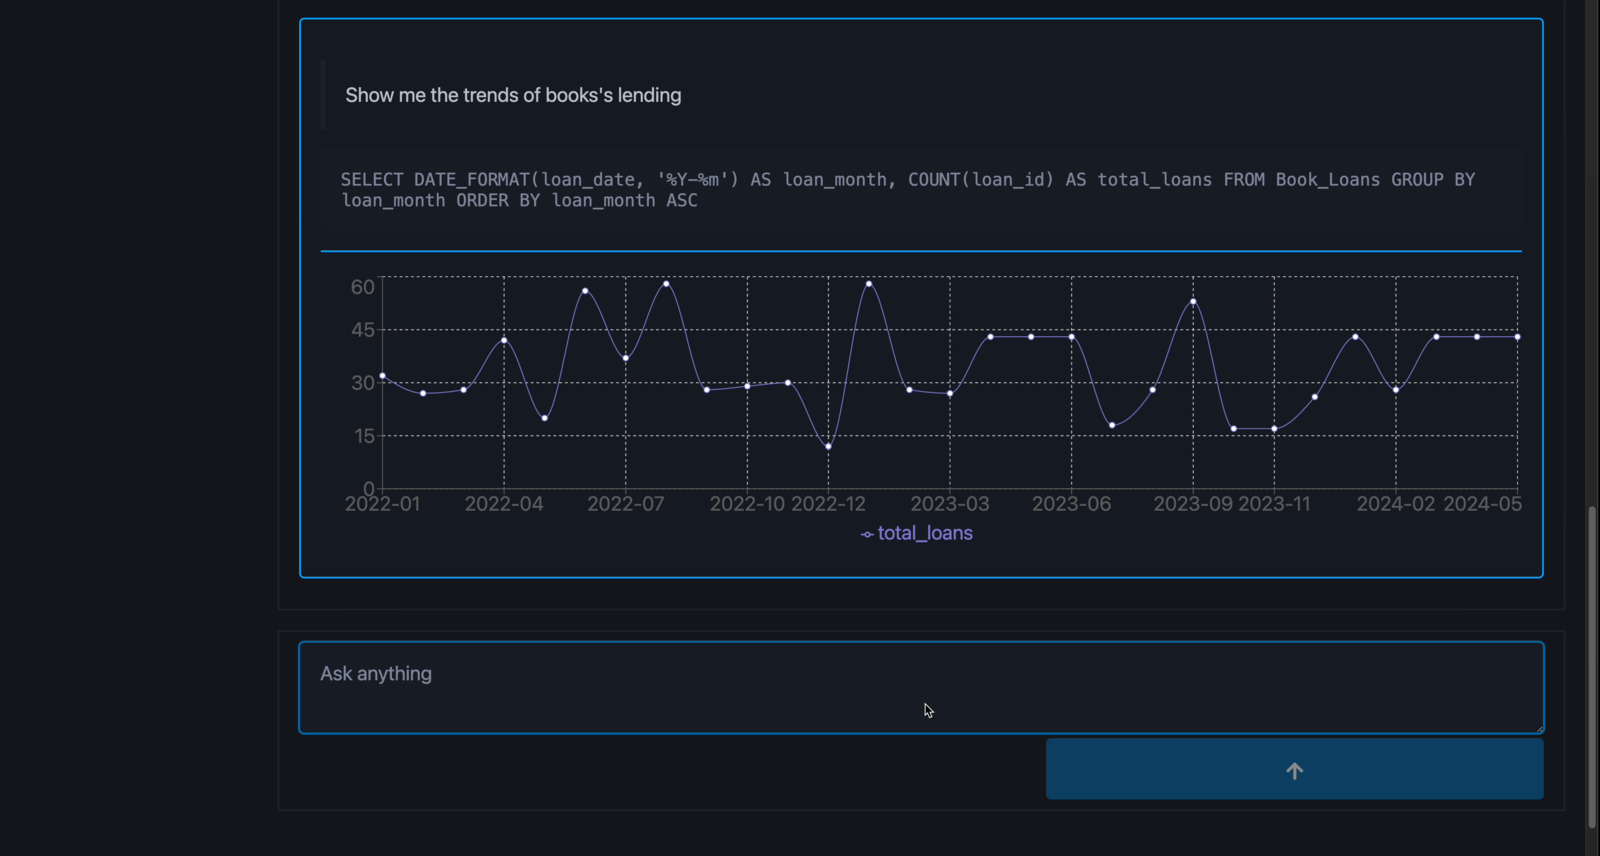 Show me the trends of books's lending
SELECT DATE_FORMAT(loan_date, '%Y-%m') AS loan_month, COUNT(loan_id) AS total_loans FROM Book_Loans GROUP BY
loan_month ORDER BY loan_month ASC
60
45
30
15
0
2022-01 2022-04 2022-07 2022-10 2022-12 2023-03 2023-06 2023-09 2023-11 2024-02 2024-05
total_loans
Ask anything